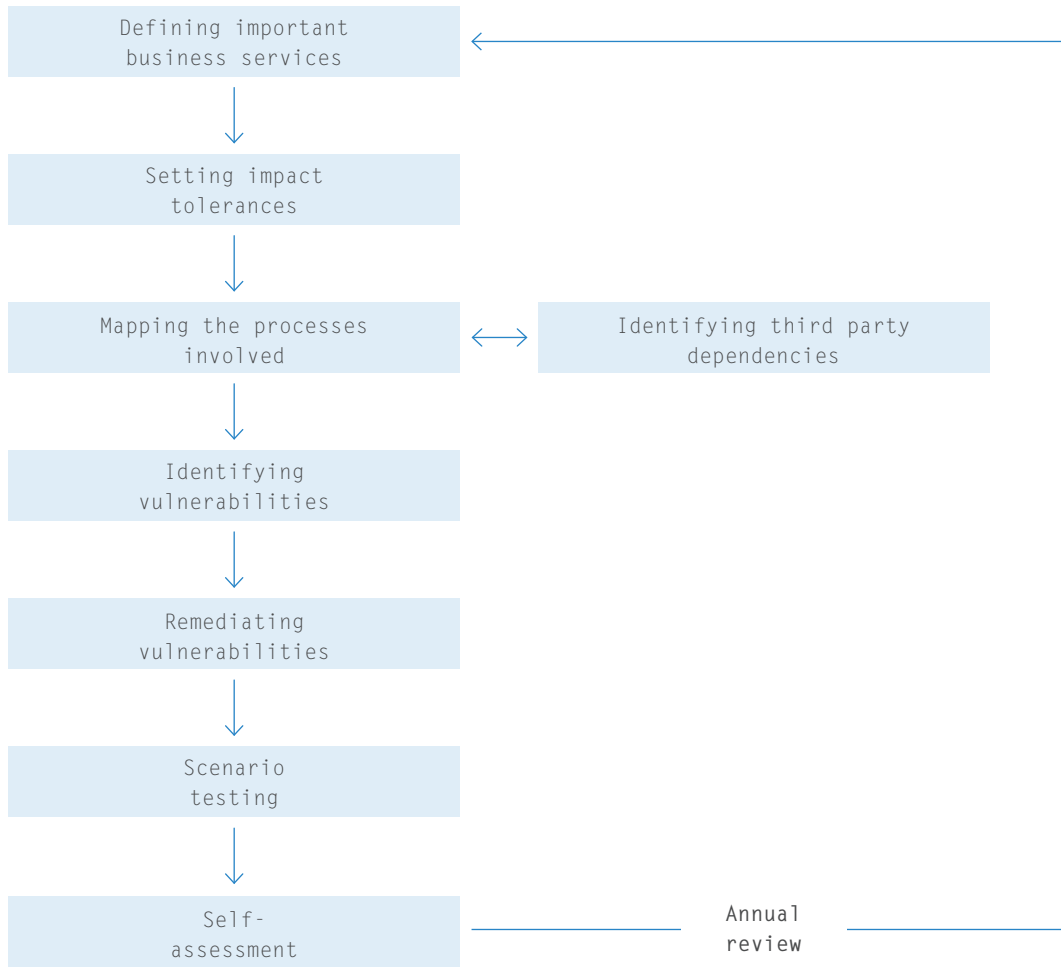 Defining important
business services
Setting impact
tolerances
Mapping the processes
involved
Identifying third party
dependencies
Identifying
vulnerabilities
Remediating
vulnerabilities
Scenario
testing
Self-
assessment
Annual
review